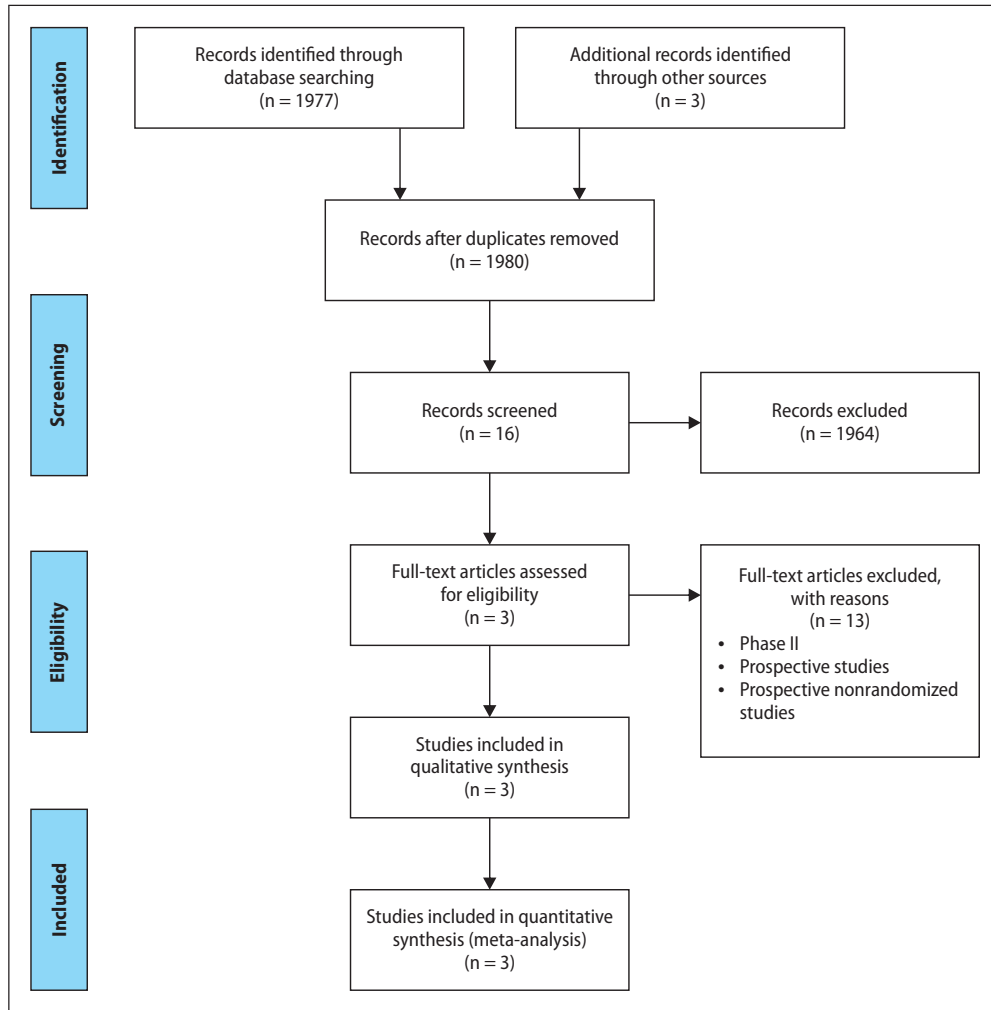 Identification
Records identified through
database searching
(n = 1977)
Additional records identified
through other sources
(n = 3)
Records after duplicates removed
(n = 1980)
Screening
Records screened
(n = 16)
Records excluded
(n = 1964)
Eligibility
Full-text articles assessed
for eligibility
(n = 3)
Full-text articles excluded,
with reasons
(n = 13)
• Phase II
• Prospective studies
• Prospective nonrandomized
studies
Studies included in
qualitative synthesis
(n = 3)
Included
Studies included in quantitative
synthesis (meta-analysis)
(n = 3)